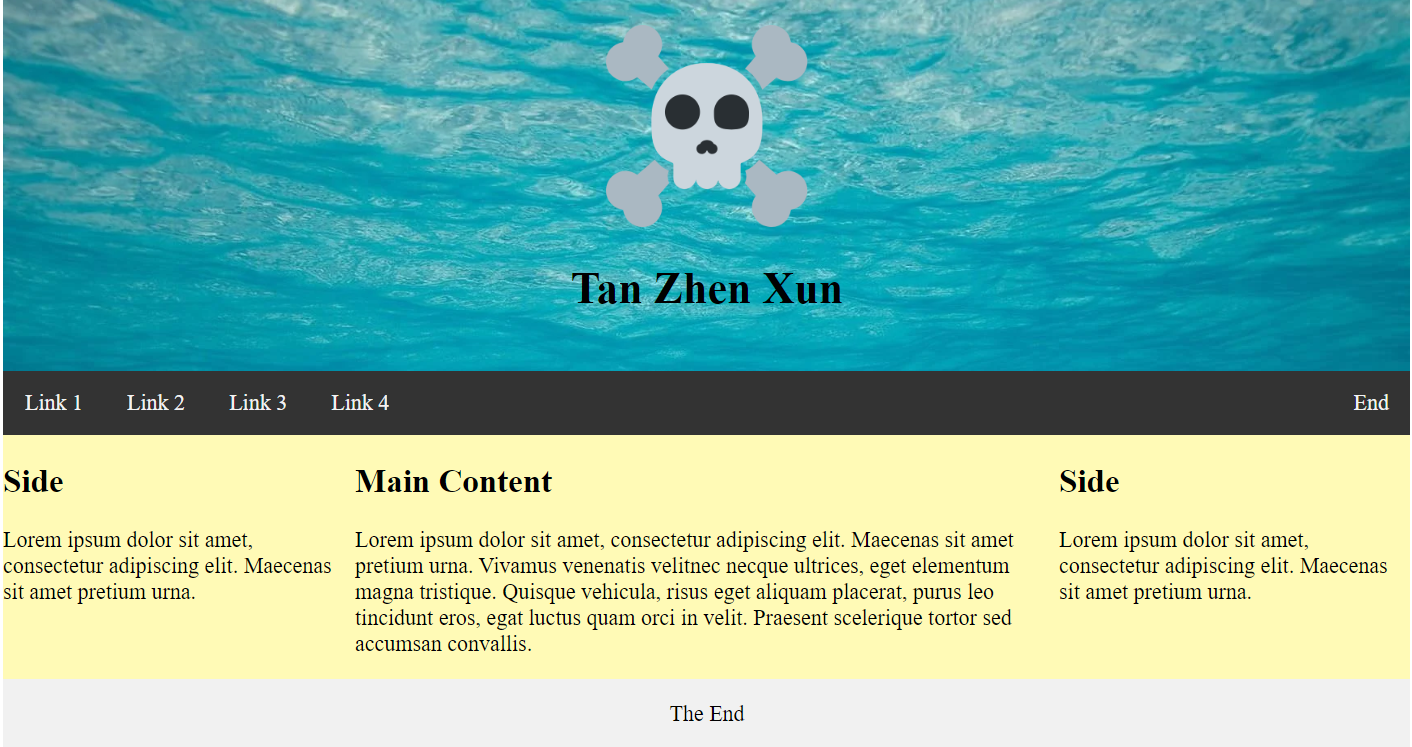 Tan Zhen Xun
Link 1 Link 2 Link 3 Link 4 End
Side
Lorem ipsum dolor sit amet,
consectetur adipiscing elit. Maecenas
sit amet pretium urna.
Main Content
Lorem ipsum dolor sit amet, consectetur adipiscing elit. Maecenas sit amet
pretium urna. Vivamus venenatis velitnec necque ultrices, eget elementum
magna tristique. Quisque vehicula, risus eget aliquam placerat, purus leo
tincidunt eros, egat luctus quam orci in velit. Praesent scelerique tortor sed
accumsan convallis.
Side
Lorem ipsum dolor sit amet,
consectetur adipiscing elit. Maecenas
sit amet pretium urna.
The End